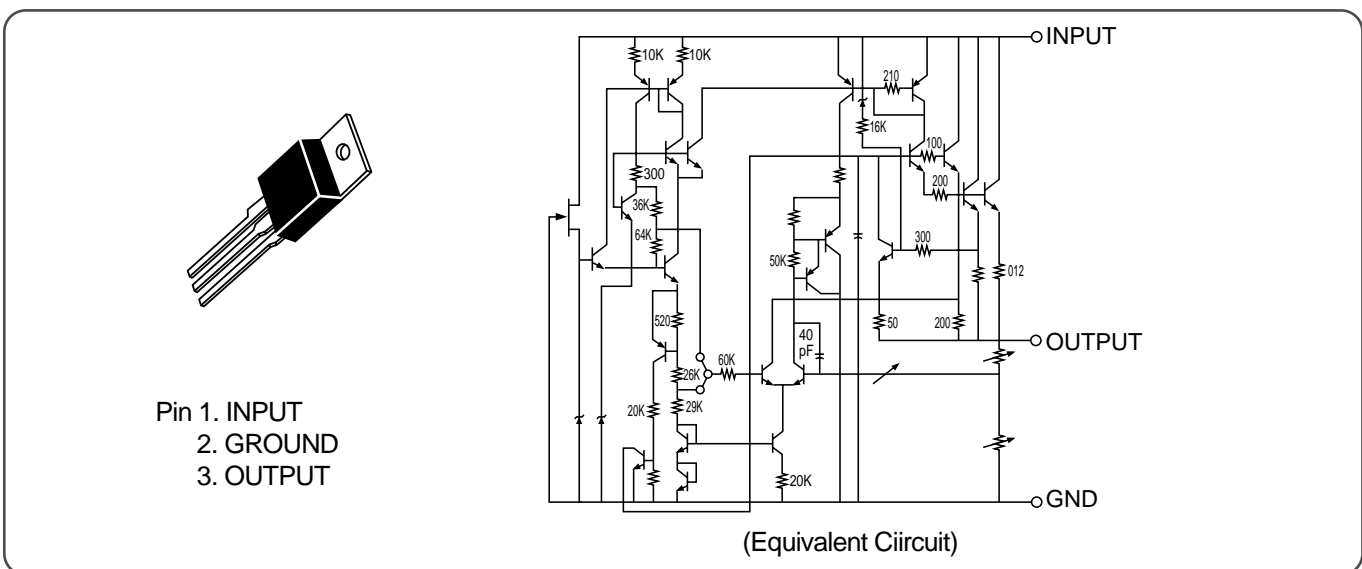 INPUT
10K
10K
210
16K
100
300
200
36K
64K
300
50K
012
520
50
200
40
pF
OUTPUT
60K
26K
20K
29K
20K
GND
Pin 1. INPUT
2. GROUND
3. OUTPUT
(Equivalent Ciircuit)